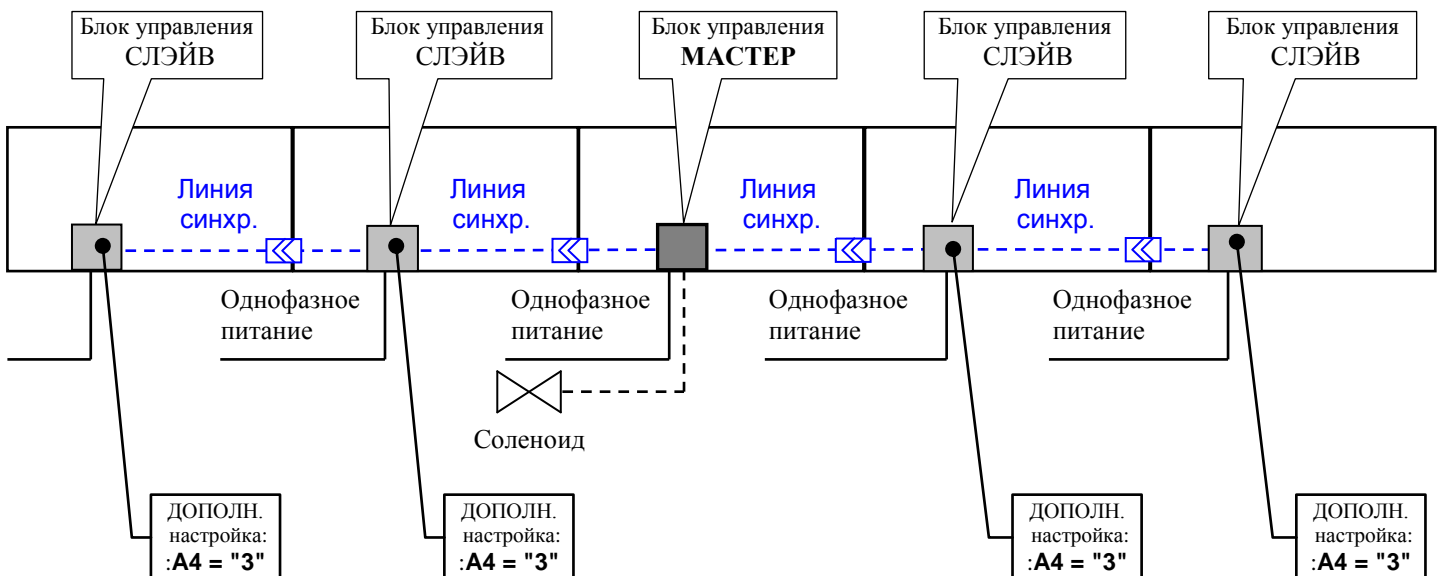 Блок управления
СЛЭЙВ
Блок управления
СЛЭЙВ
Блок управления
МАСТЕР
Блок управления
СЛЭЙВ
Блок управления
СЛЭЙВ
Линия
синхр.
Линия
синхр.
Линия
синхр.
Линия
синхр.
Однофазное
питание
Однофазное
питание
Однофазное
питание
Однофазное
питание
Соленоид
ДОПОЛН.
настройка:
:A4 = "3"
ДОПОЛН.
настройка:
:A4 = "3"
ДОПОЛН.
настройка:
:A4 = "3"
ДОПОЛН.
настройка:
:A4 = "3"